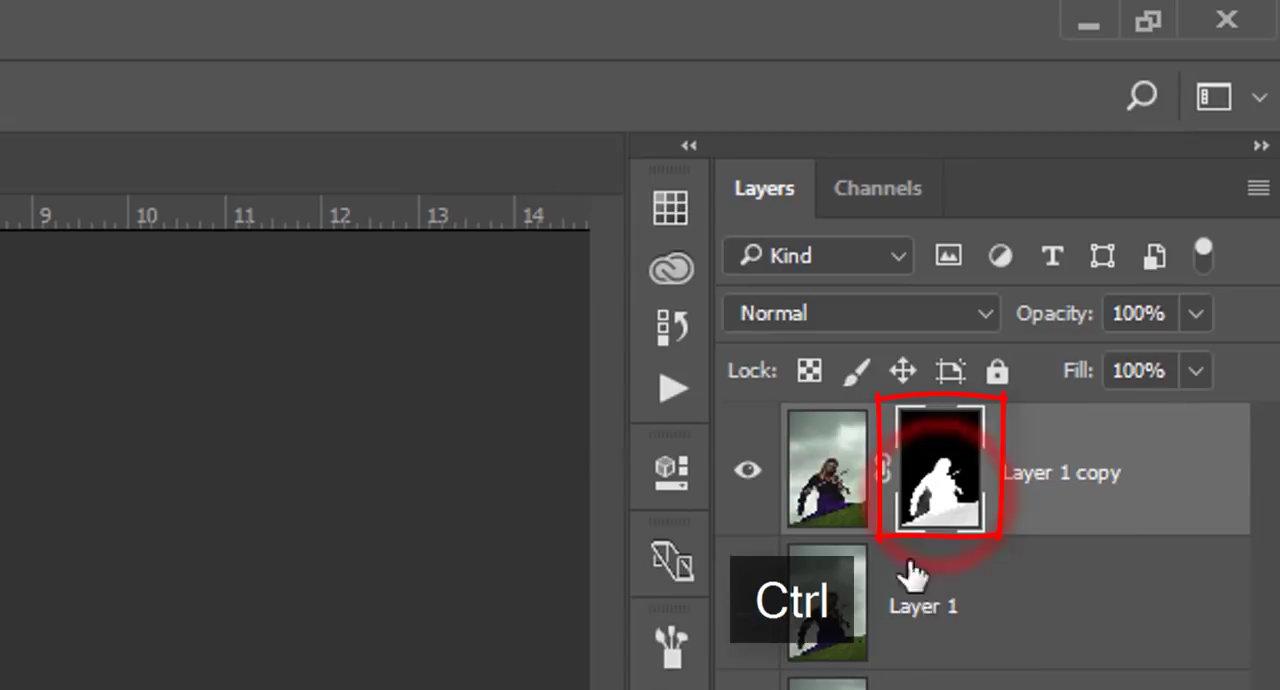 Layers Channels
9 10 11 12 13 14
Kind
Normal Opacity: 100%
Lock: Fill: 100%
Layer 1 copy
Ctrl
Layer 1